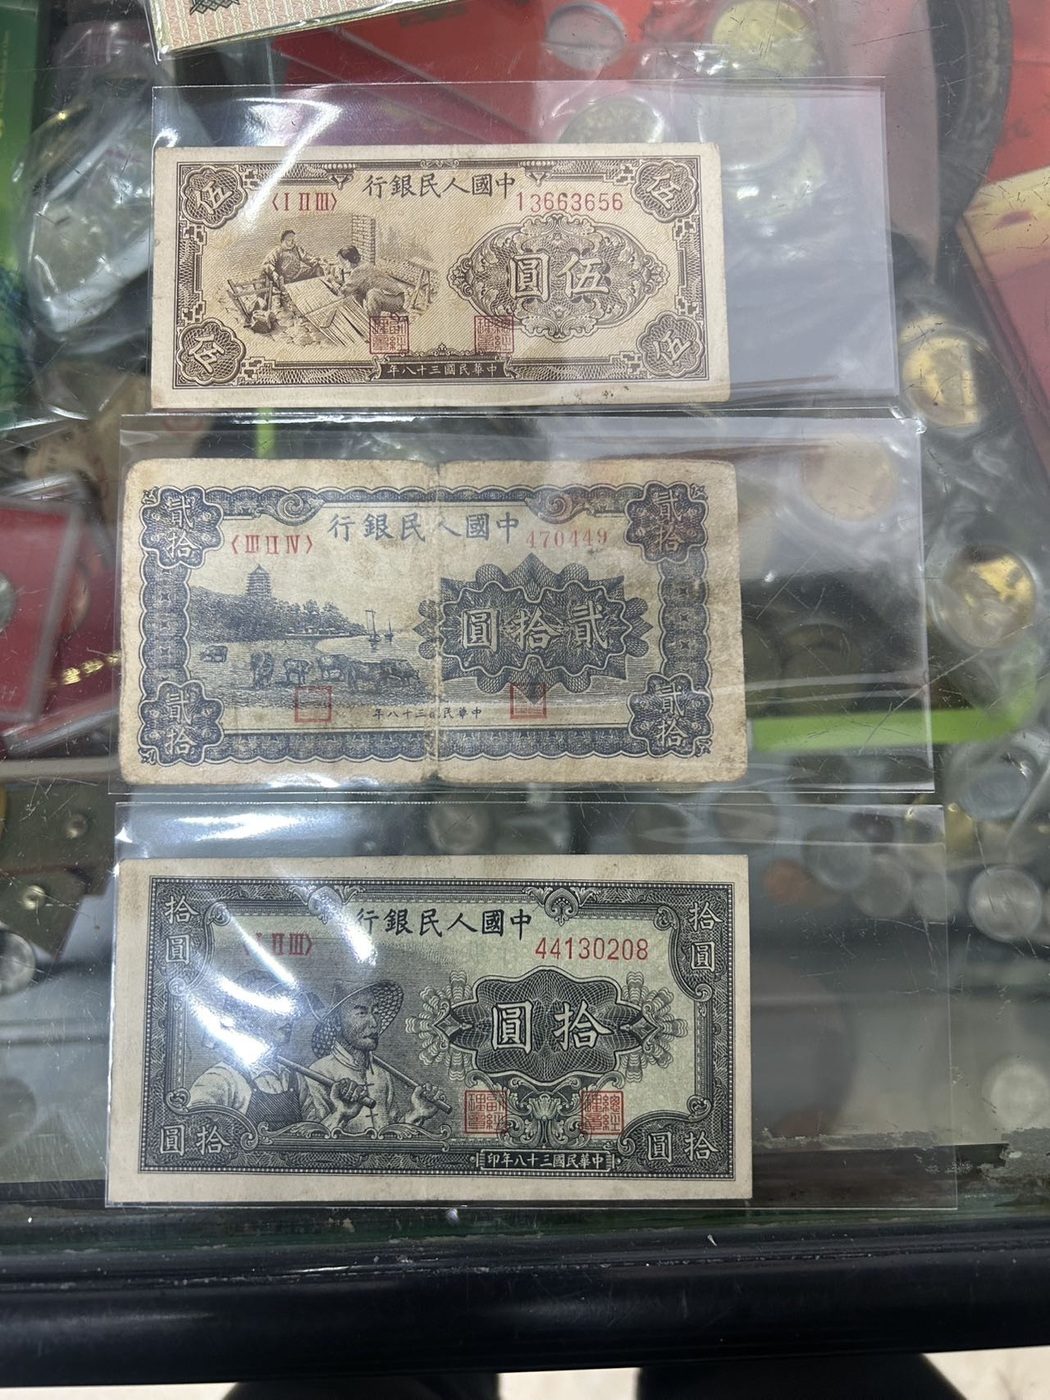 中國人民銀行
〈I II III〉 13663656
伍 伍
伍圓
伍 伍
中華民國三十八年
中國人民銀行
貳拾 貳拾
〈III II IV〉 470449
貳拾圓
貳拾 貳拾
中華民國三十八年
中國人民銀行
拾圓 拾圓
II III〉 44130208
拾圓
拾圓 拾圓
中華民國三十八年印